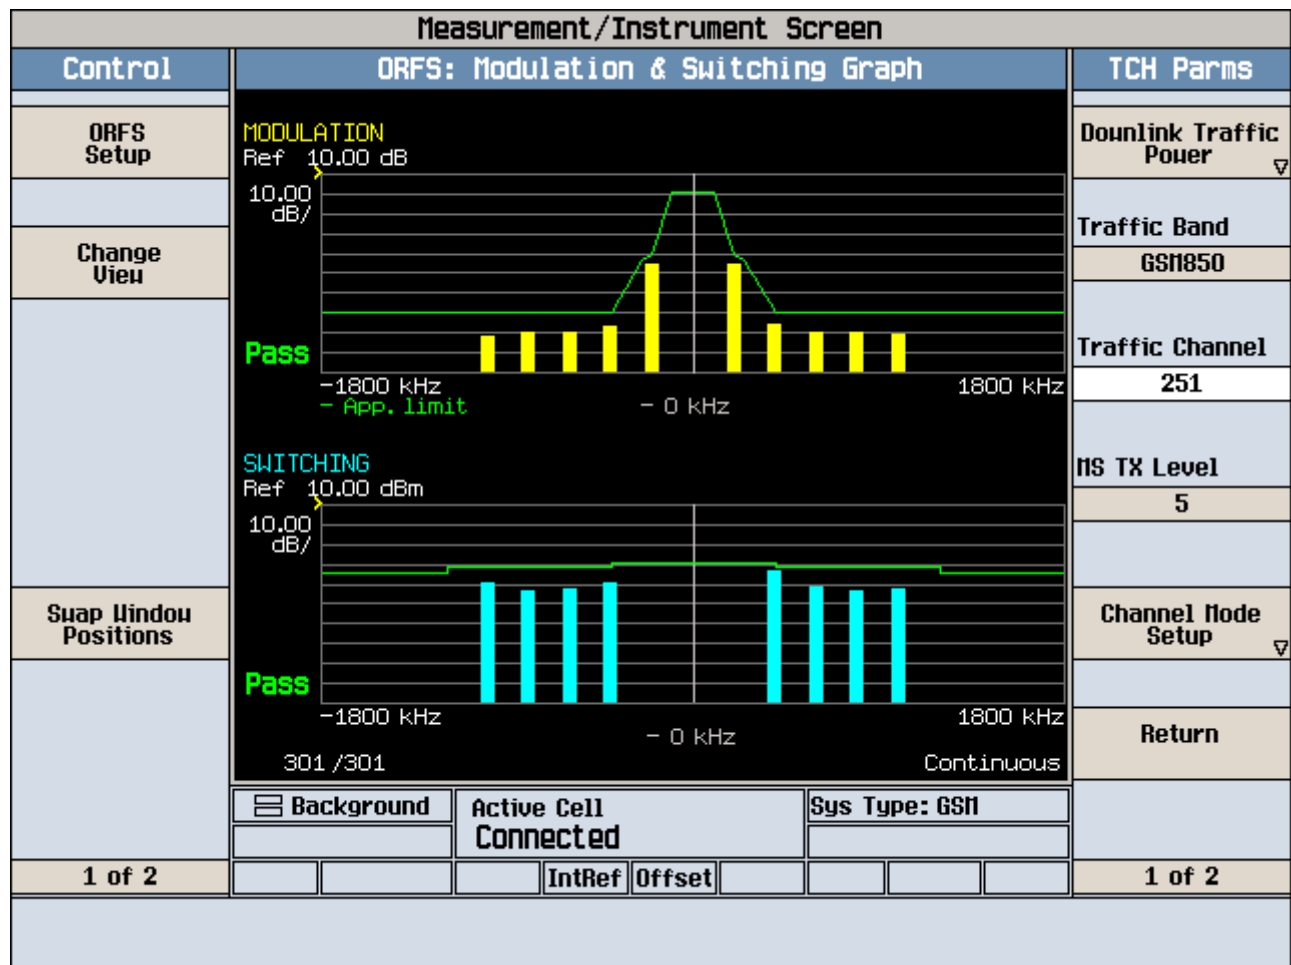 Measurement/Instrument Screen
Control
ORFS: Modulation & Switching Graph
TCH Parms
ORFS
Setup
Change
View
Swap Window
Positions
1 of 2
MODULATION
Ref 10.00 dB
10.00
dB/
Pass
-1800 kHz
1800 kHz
- App. limit
- 0 kHz
SWITCHING
Ref 10.00 dBm
10.00
dB/
Pass
-1800 kHz
1800 kHz
- 0 kHz
301 /301
Continuous
Background
Active Cell
Connected
Sys Type: GSM
IntRef
Offset
Downlink Traffic
Power
Traffic Band
GSM850
Traffic Channel
251
MS TX Level
5
Channel Mode
Setup
Return
1 of 2